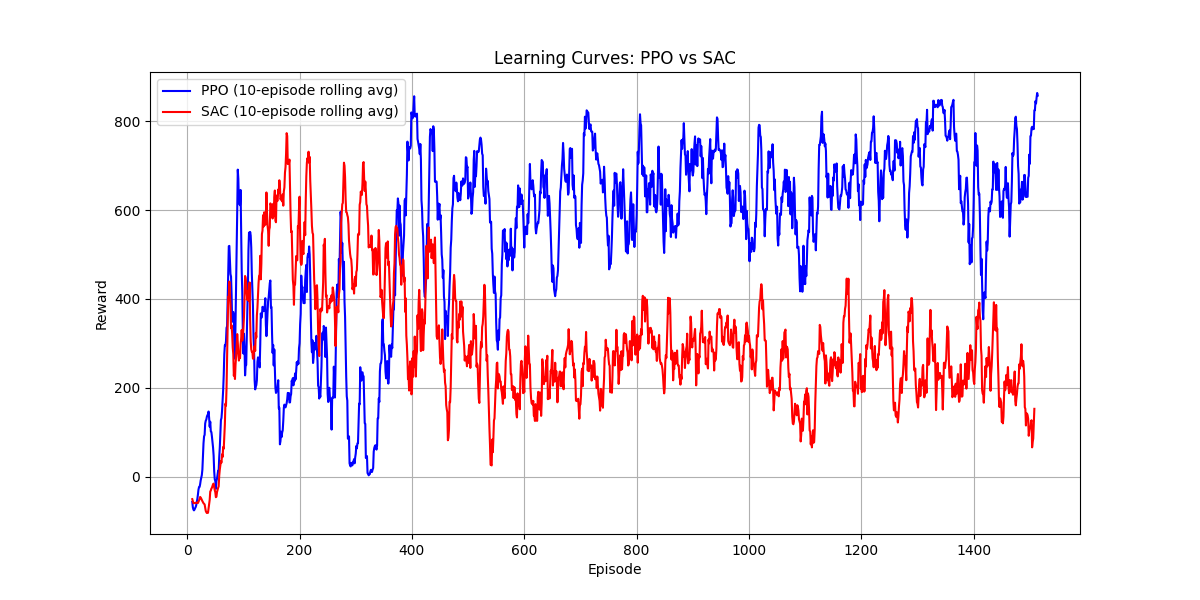 Learning Curves: PPO vs SAC
PPO (10-episode rolling avg)
SAC (10-episode rolling avg)
800
600
400
200
0
Reward
0 200 400 600 800 1000 1200 1400
Episode